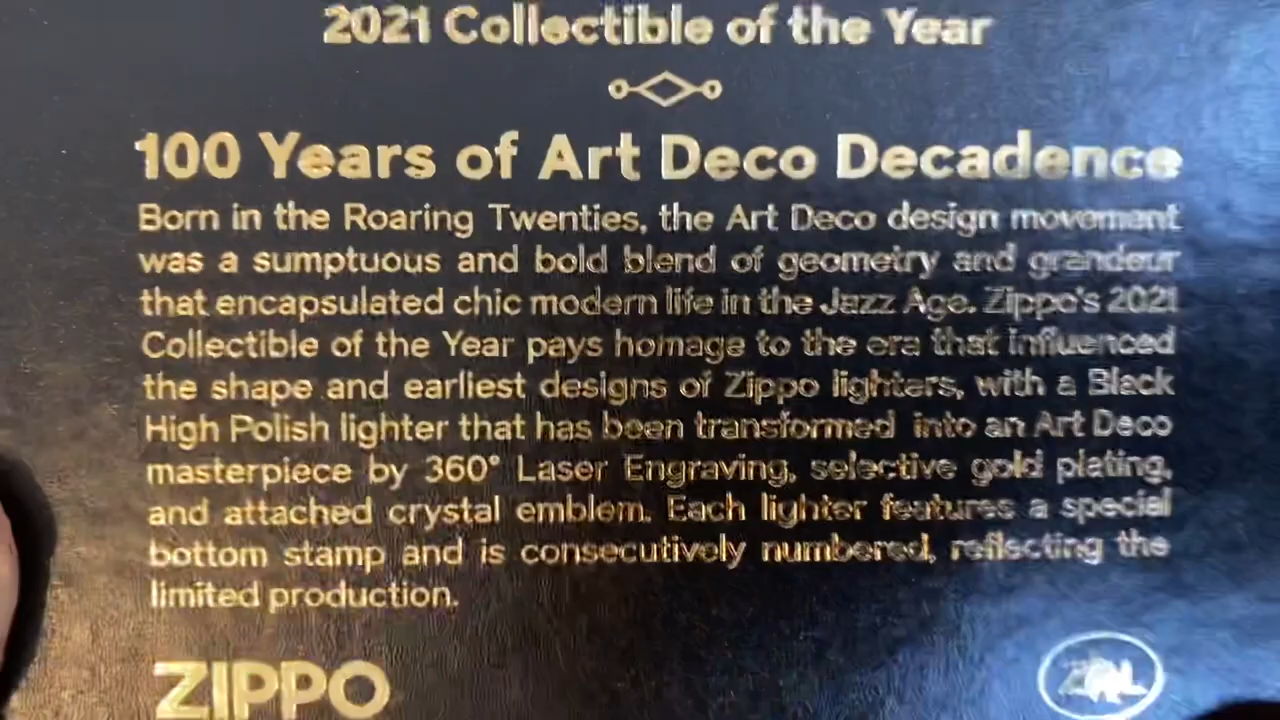 2021 Collectible of the Year
100 Years of Art Deco Decadence
Born in the Roaring Twenties, the Art Deco design movement
was a sumptuous and bold blend of geometry and grandeur
that encapsulated chic modern life in the Jazz Age. Zippo's 2021
Collectible of the Year pays homage to the era that influenced
the shape and earliest designs of Zippo lighters, with a Black
High Polish lighter that has been transformed into an Art Deco
masterpiece by 360° Laser Engraving, selective gold plating,
and attached crystal emblem. Each lighter features a special
bottom stamp and is consecutively numbered, reflecting the
limited production.
ZIPPO